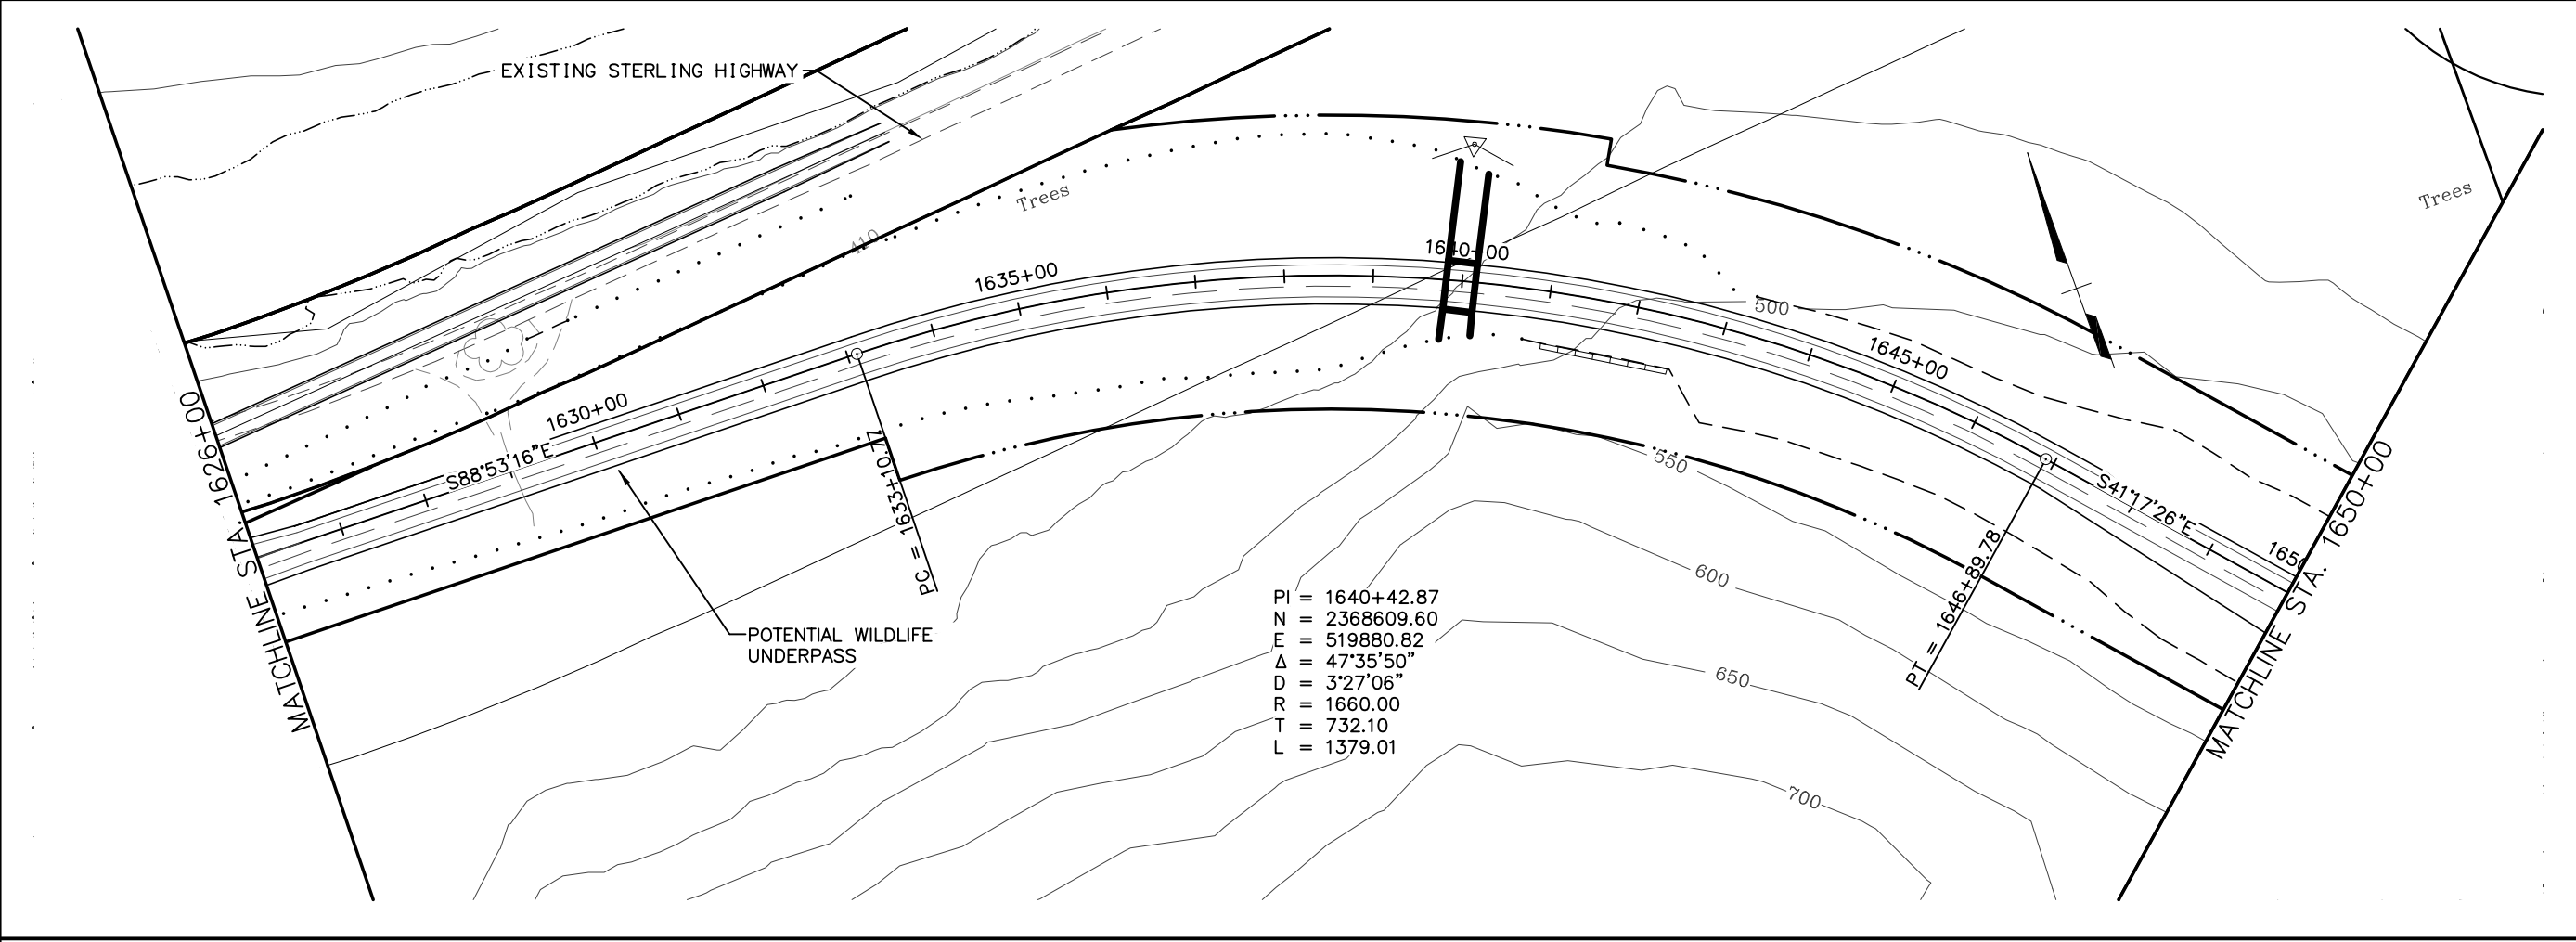 EXISTING STERLING HIGHWAY
Trees
Trees
410
1640+00
1635+00
500
1645+00
1630+00
MATCHLINE STA. 1626+00
S88°53'16"E
PC = 1633+10.77
550
S41°17'26"E
1650
MATCHLINE STA. 1650+00
PT = 1646+89.78
600
POTENTIAL WILDLIFE
UNDERPASS
PI = 1640+42.87
N = 2368609.60
E = 519880.82
Δ = 47°35'50"
D = 3°27'06"
R = 1660.00
T = 732.10
L = 1379.01
650
700